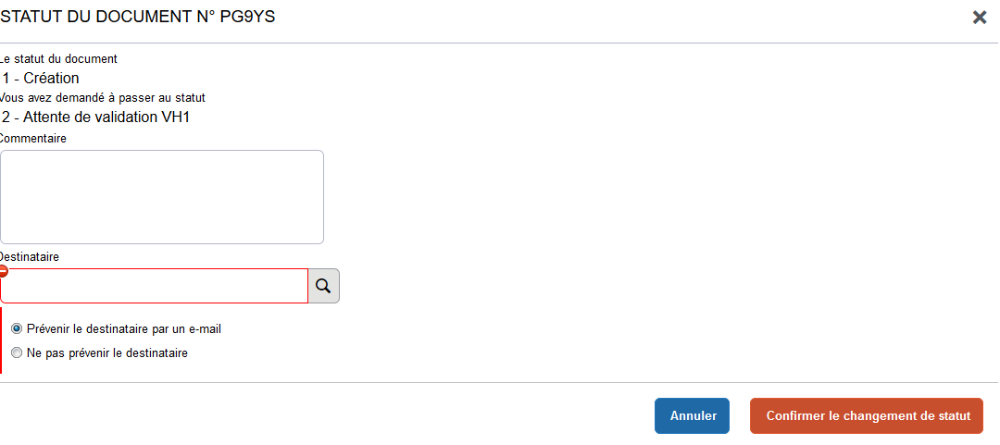 STATUT DU DOCUMENT N° PG9YS
Le statut du document
1 - Création
Vous avez demandé à passer au statut
2 - Attente de validation VH1
Commentaire
Destinataire
Prévenir le destinataire par un e-mail
Ne pas prévenir le destinataire
Annuler
Confirmer le changement de statut